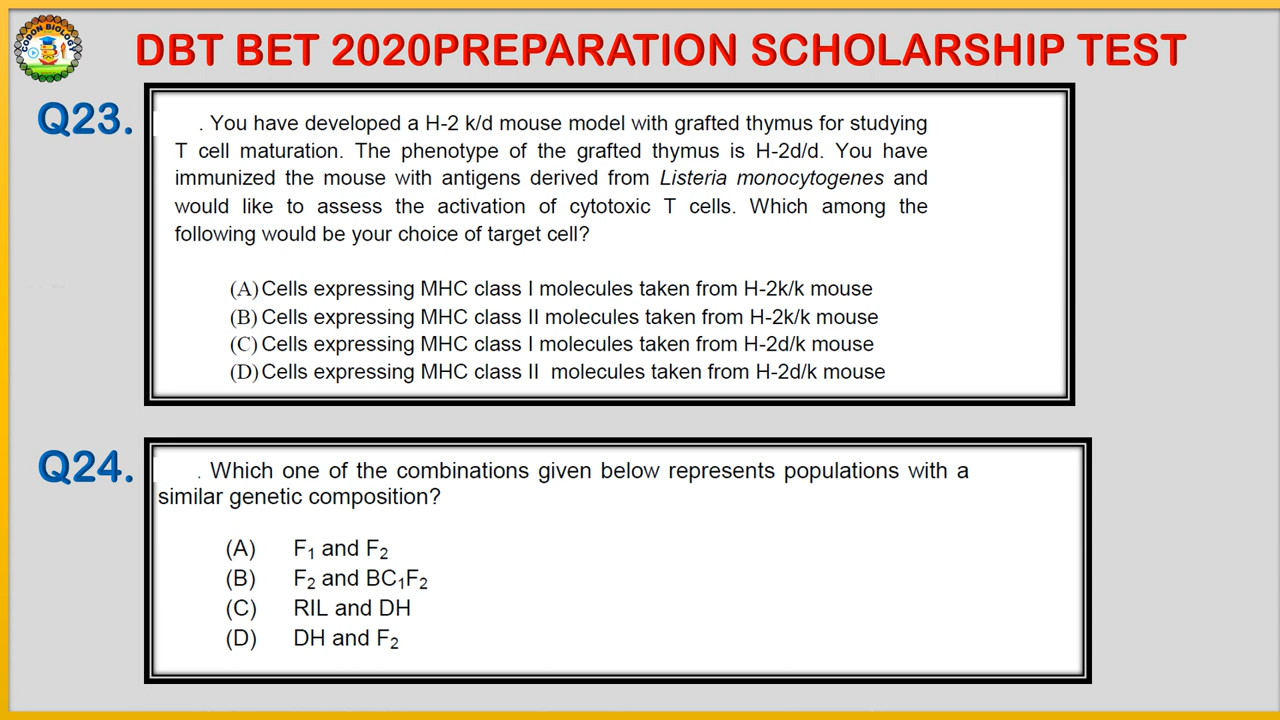 CODON BIOLOGY
DBT BET 2020PREPARATION SCHOLARSHIP TEST
Q23.
. You have developed a H-2 k/d mouse model with grafted thymus for studying
T cell maturation. The phenotype of the grafted thymus is H-2d/d. You have
immunized the mouse with antigens derived from Listeria monocytogenes and
would like to assess the activation of cytotoxic T cells. Which among the
following would be your choice of target cell?
(A) Cells expressing MHC class I molecules taken from H-2k/k mouse
(B) Cells expressing MHC class II molecules taken from H-2k/k mouse
(C) Cells expressing MHC class I molecules taken from H-2d/k mouse
(D) Cells expressing MHC class II molecules taken from H-2d/k mouse
Q24.
. Which one of the combinations given below represents populations with a
similar genetic composition?
(A) F₁ and F₂
(B) F₂ and BC₁F₂
(C) RIL and DH
(D) DH and F₂